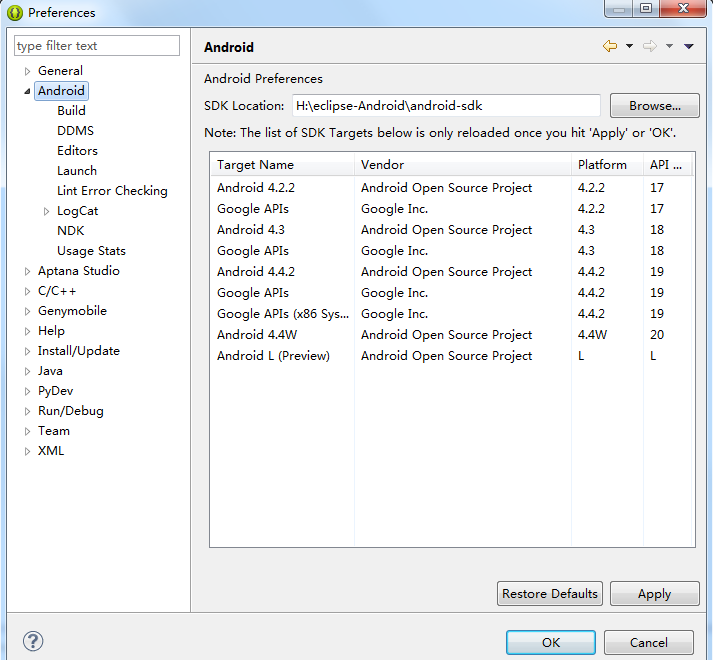 Preferences
type filter text
General
Android
Build
DDMS
Editors
Launch
Lint Error Checking
LogCat
NDK
Usage Stats
Aptana Studio
C/C++
Genymobile
Help
Install/Update
Java
PyDev
Run/Debug
Team
XML
Android
Android Preferences
SDK Location: H:\eclipse-Android\android-sdk Browse...
Note: The list of SDK Targets below is only reloaded once you hit 'Apply' or 'OK'.
Target Name Vendor Platform API ...
Android 4.2.2 Android Open Source Project 4.2.2 17
Google APIs Google Inc. 4.2.2 17
Android 4.3 Android Open Source Project 4.3 18
Google APIs Google Inc. 4.3 18
Android 4.4.2 Android Open Source Project 4.4.2 19
Google APIs Google Inc. 4.4.2 19
Google APIs (x86 Sys... Google Inc. 4.4.2 19
Android 4.4W Android Open Source Project 4.4W 20
Android L (Preview) Android Open Source Project L L
Restore Defaults Apply
? OK Cancel